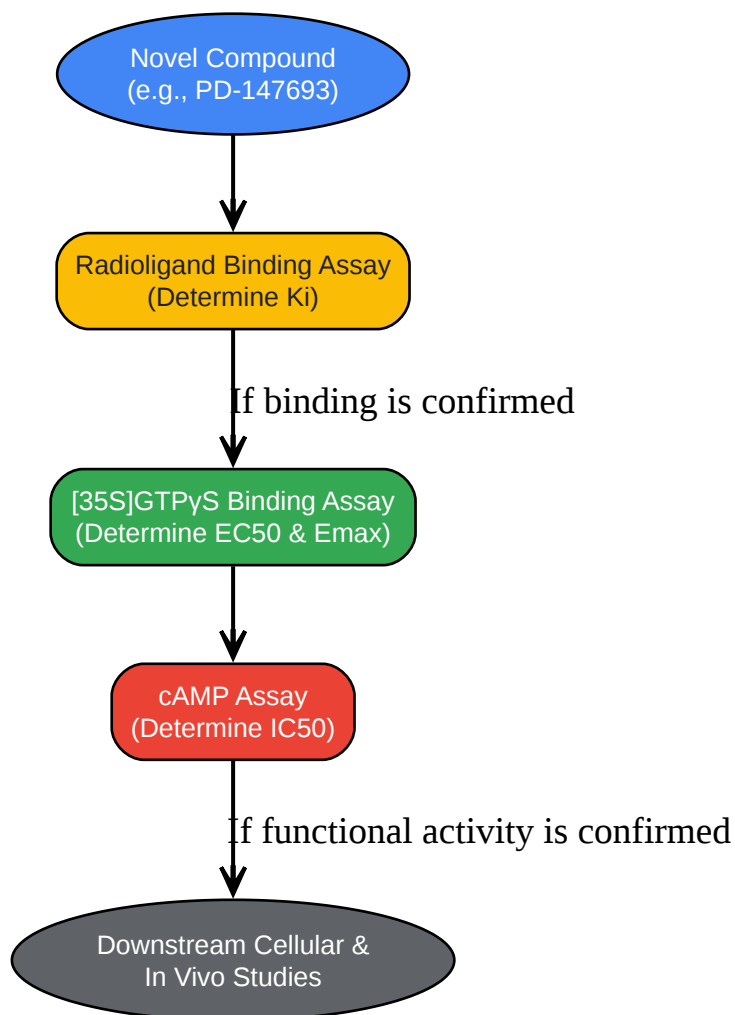 Novel Compound
(e.g., PD-147693)
Radioligand Binding Assay
(Determine Ki)
If binding is confirmed
[35S]GTPγS Binding Assay
(Determine EC50 & Emax)
cAMP Assay
(Determine IC50)
If functional activity is confirmed
Downstream Cellular &
In Vivo Studies